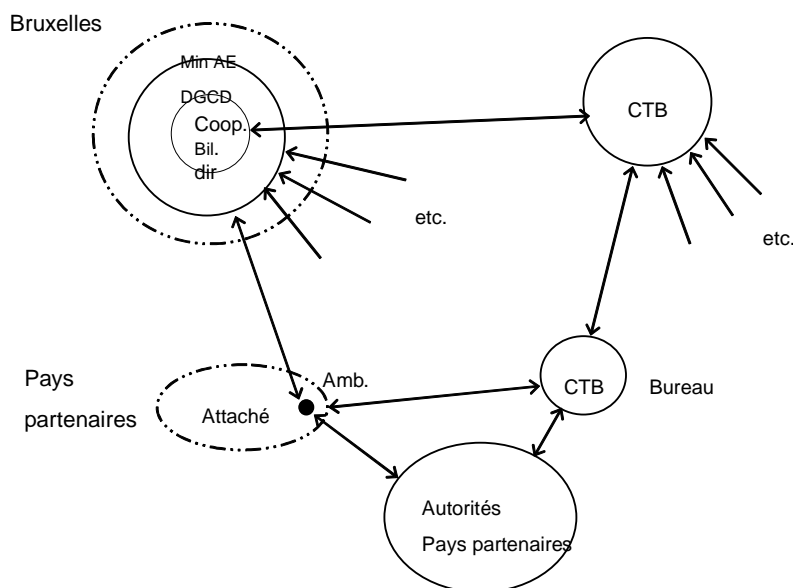 Bruxelles
Min AE
DGCD
Coop.
Bil.
dir
CTB
etc.
etc.
Pays
partenaires
Amb.
Attaché
CTB
Bureau
Autorités
Pays partenaires